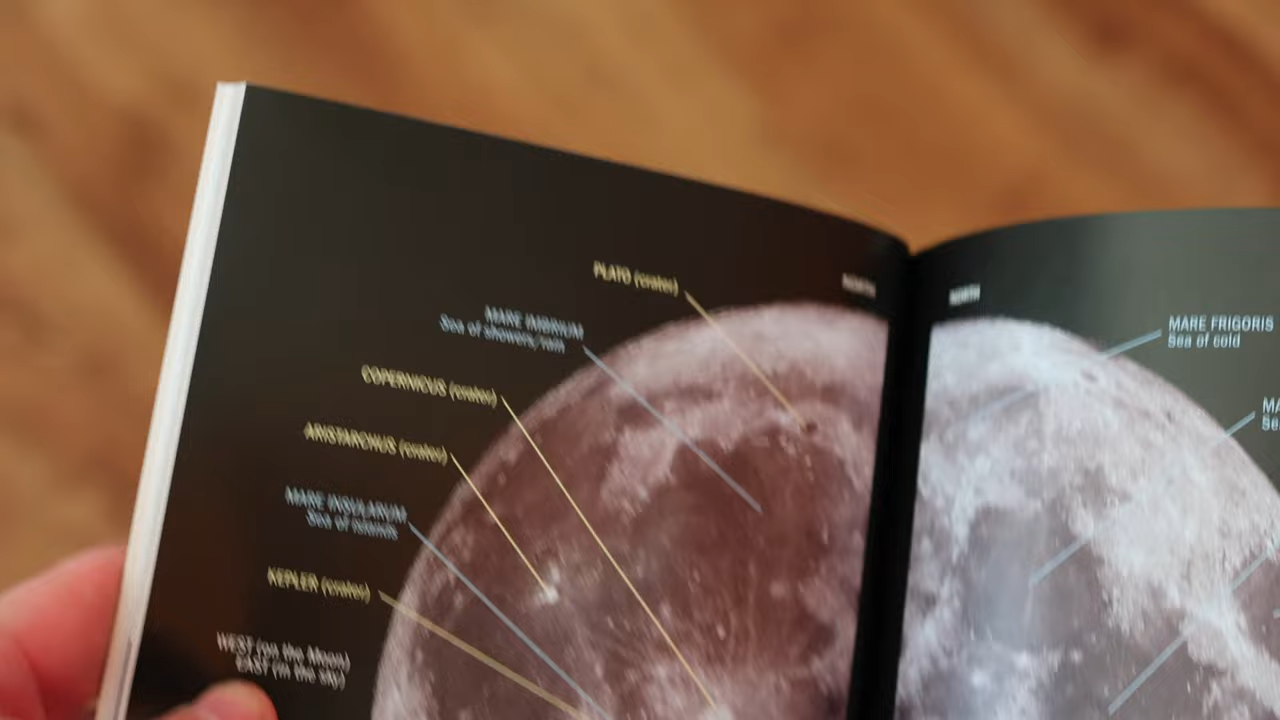 PLATO (crater)
NORTH
MARE IMBRIUM
Sea of showers/rain
COPERNICUS (crater)
ARISTARCHUS (crater)
MARE INSULARUM
Sea of islands
KEPLER (crater)
WEST (on the Moon)
EAST (in the sky)
NORTH
MARE FRIGORIS
Sea of cold